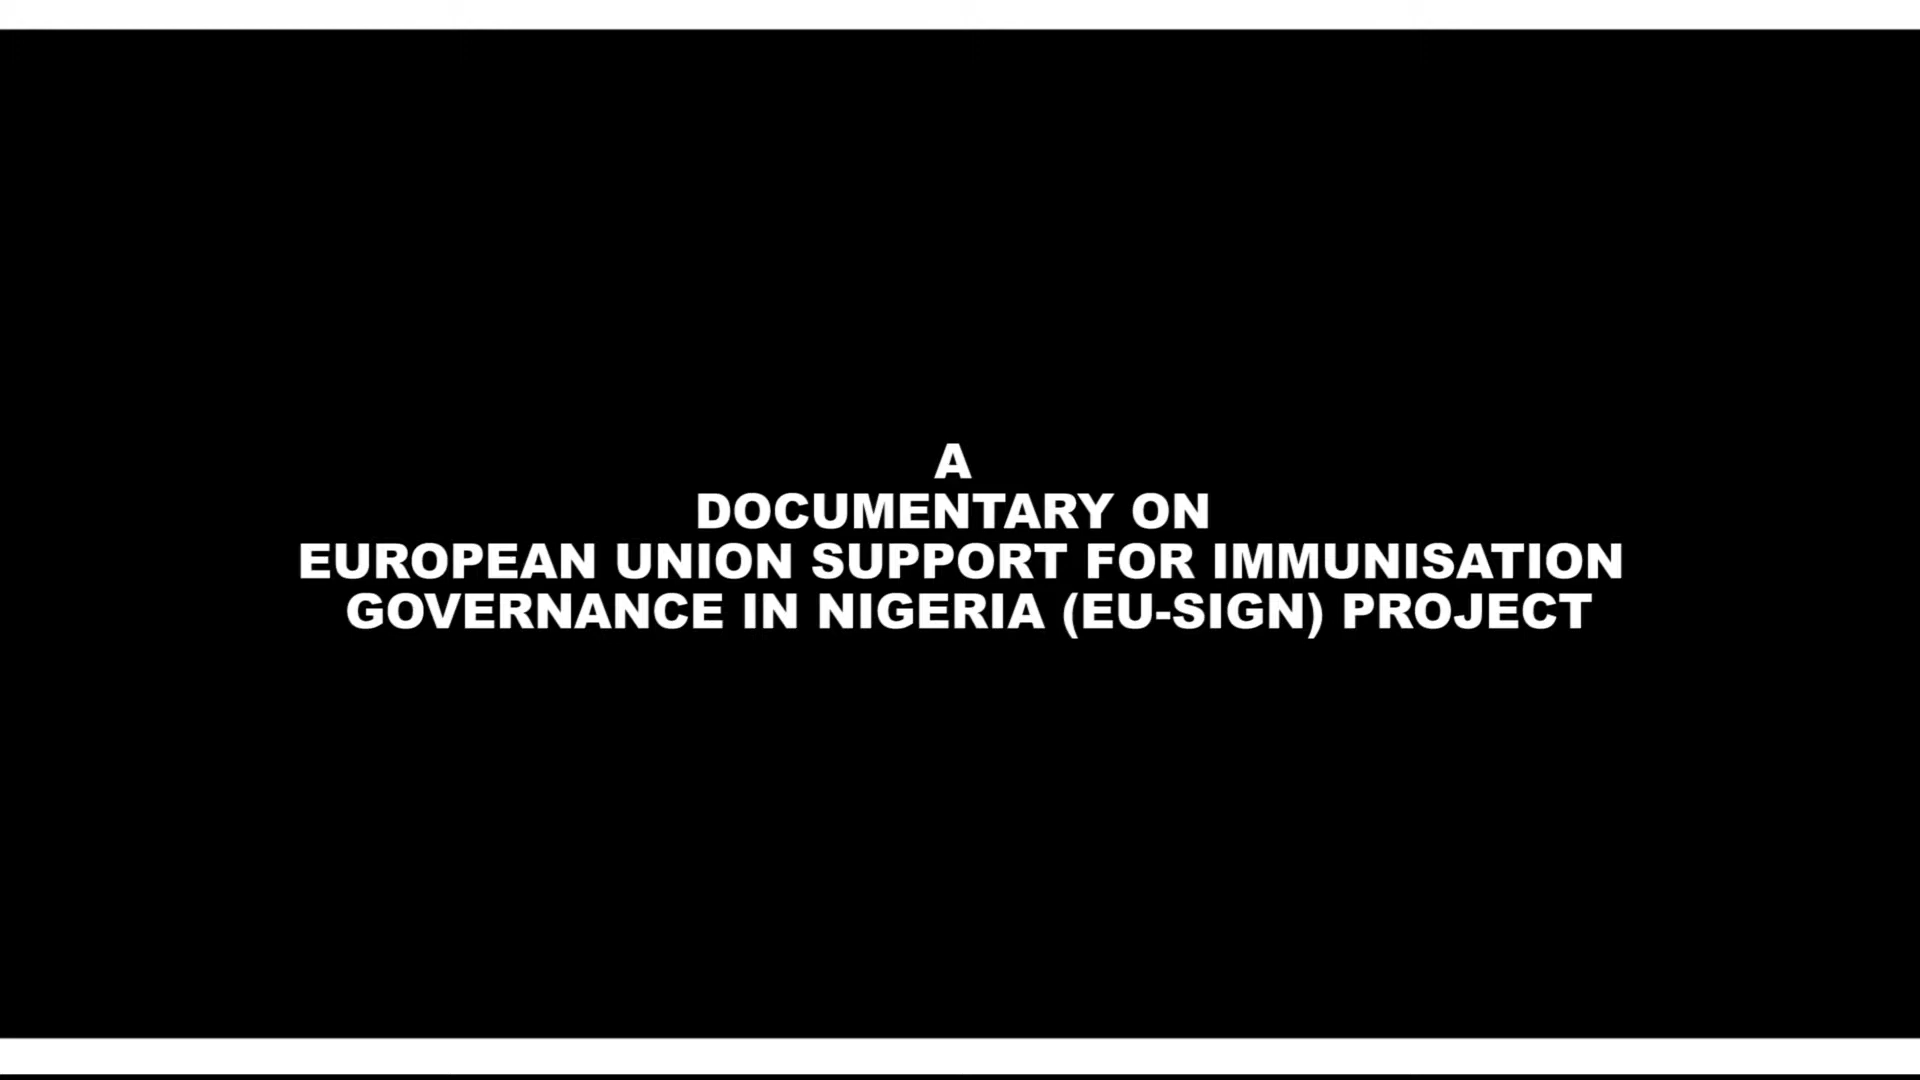 A
DOCUMENTARY ON
EUROPEAN UNION SUPPORT FOR IMMUNISATION
GOVERNANCE IN NIGERIA (EU-SIGN) PROJECT